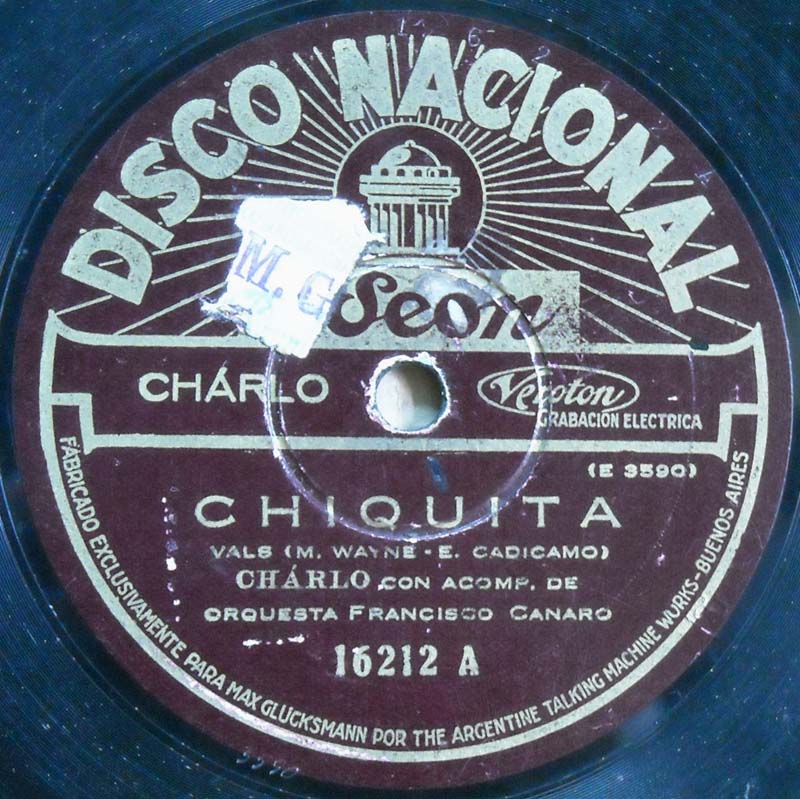 DISCO NACIONAL
M. G
Odeon
CHÁRLO
Veroton
GRABACION ELECTRICA
(E 3590)
CHIQUITA
VALS (M. WAYNE - E. CADICAMO)
CHÁRLO CON ACOMP. DE
ORQUESTA FRANCISCO CANARO
16212 A
FABRICADO EXCLUSIVAMENTE PARA MAX GLÜCKSMANN POR THE ARGENTINE TALKING MACHINE WORKS-BUENOS AIRES